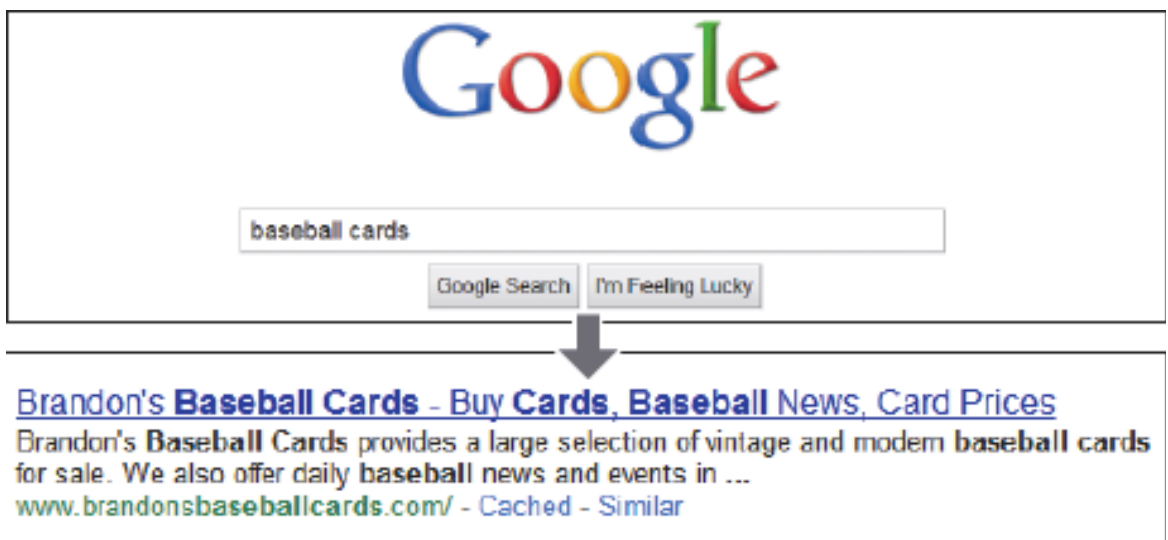 Google
baseball cards
Google Search I'm Feeling Lucky
Brandon's Baseball Cards - Buy Cards, Baseball News, Card Prices
Brandon's Baseball Cards provides a large selection of vintage and modern baseball cards
for sale. We also offer daily baseball news and events in ...
www.brandonsbaseballcards.com/ - Cached - Similar